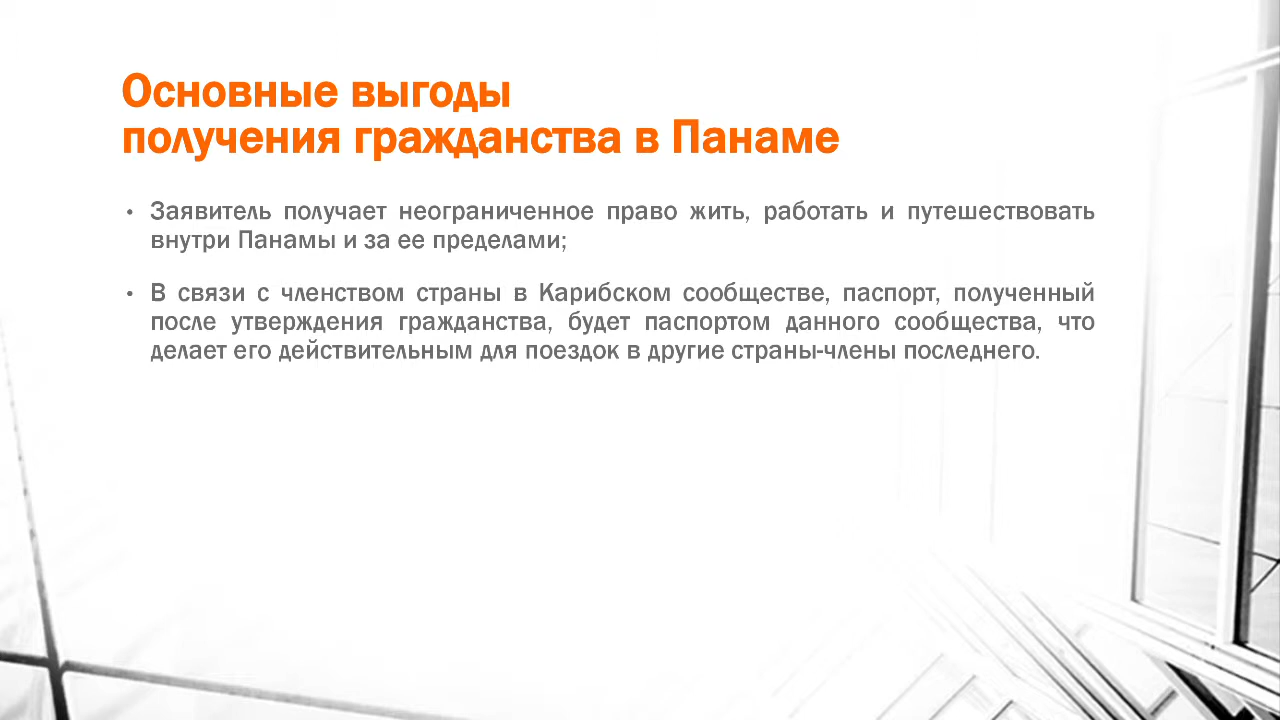 Основные выгоды
получения гражданства в Панаме
• Заявитель получает неограниченное право жить, работать и путешествовать
внутри Панамы и за ее пределами;
• В связи с членством страны в Карибском сообществе, паспорт, полученный
после утверждения гражданства, будет паспортом данного сообщества, что
делает его действительным для поездок в другие страны-члены последнего.